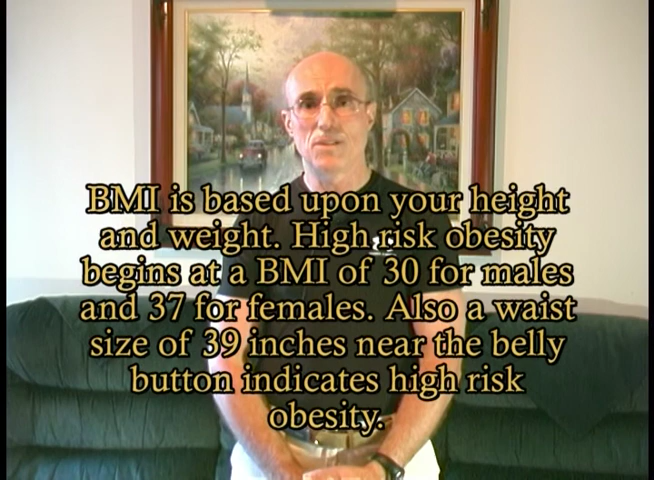 BMI is based upon your height
and weight. High risk obesity
begins at a BMI of 30 for males
and 37 for females. Also a waist
size of 39 inches near the belly
button indicates high risk
obesity.